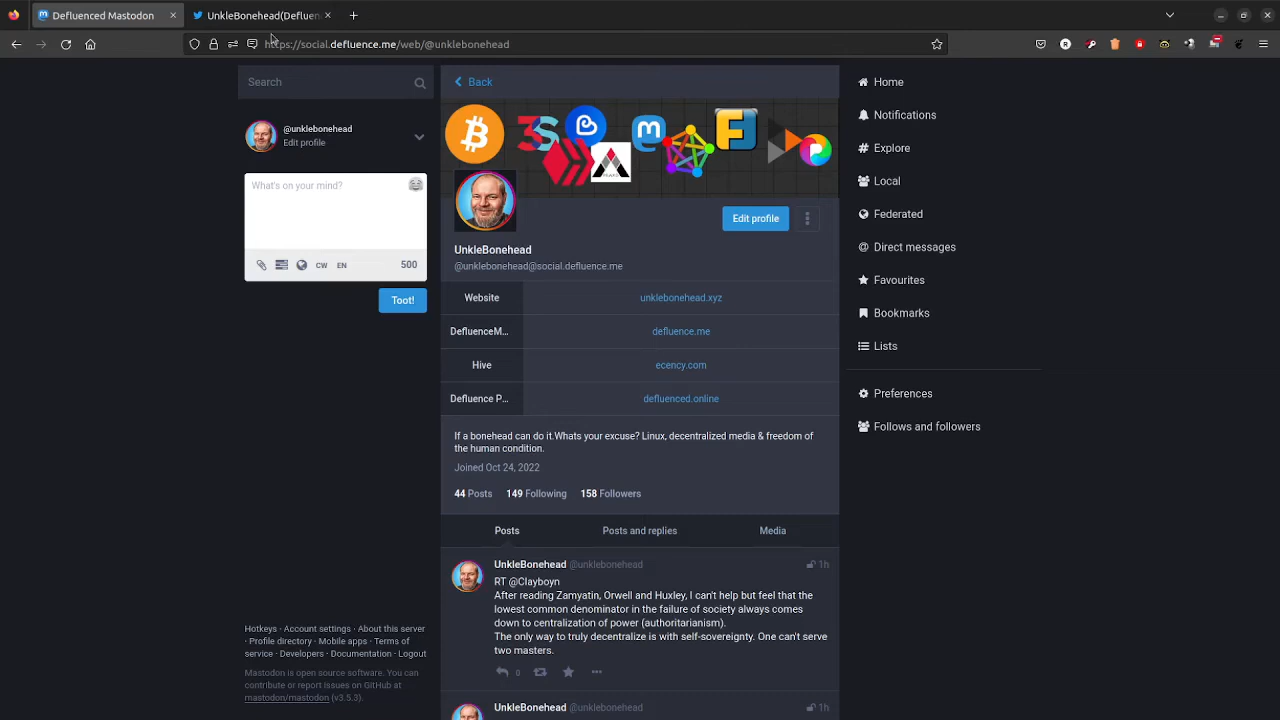 Defluenced Mastodon
UnkleBonehead(Defluen
https://social.defluence.me/web/@unklebonehead
Search
@unklebonehead
Edit profile
What's on your mind?
CW EN 500
Toot!
Hotkeys · Account settings · About this server
· Profile directory · Mobile apps · Terms of
service · Developers · Documentation · Logout
Mastodon is open source software. You can
contribute or report issues on GitHub at
mastodon/mastodon (v3.5.3).
Back
Edit profile
UnkleBonehead
@unklebonehead@social.defluence.me
Website unklebonehead.xyz
DefluenceM... defluence.me
Hive ecency.com
Defluence P... defluenced.online
If a bonehead can do it.Whats your excuse? Linux, decentralized media & freedom of
the human condition.
Joined Oct 24, 2022
44 Posts 149 Following 158 Followers
Posts Posts and replies Media
UnkleBonehead @unklebonehead 1h
RT @Clayboyn
After reading Zamyatin, Orwell and Huxley, I can't help but feel that the
lowest common denominator in the failure of society always comes
down to centralization of power (authoritarianism).
The only way to truly decentralize is with self-sovereignty. One can't serve
two masters.
0
UnkleBonehead @unklebonehead 1h
Home
Notifications
Explore
Local
Federated
Direct messages
Favourites
Bookmarks
Lists
Preferences
Follows and followers